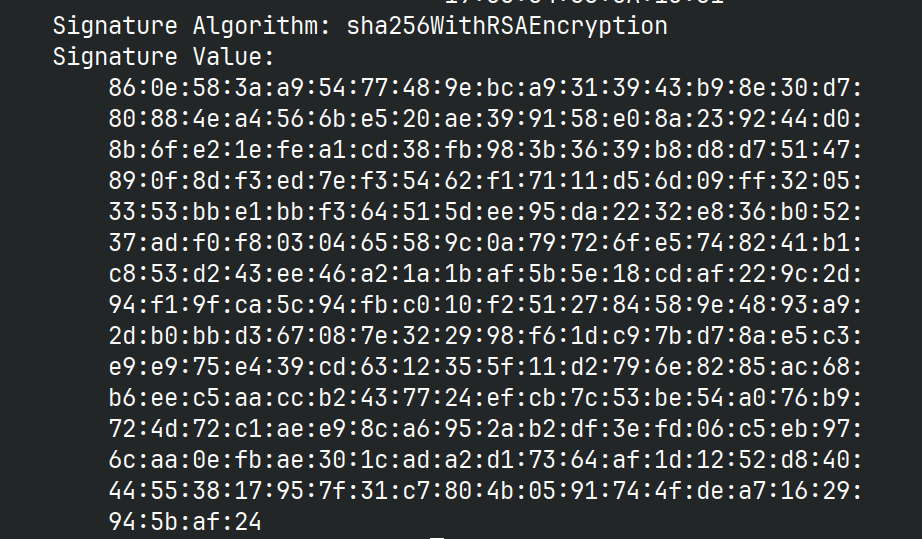 Signature Algorithm: sha256WithRSAEncryption
Signature Value:
86:0e:58:3a:a9:54:77:48:9e:bc:a9:31:39:43:b9:8e:30:d7:
80:88:4e:a4:56:6b:e5:20:ae:39:91:58:e0:8a:23:92:44:d0:
8b:6f:e2:1e:fe:a1:cd:38:fb:98:3b:36:39:b8:d8:d7:51:47:
89:0f:8d:f3:ed:7e:f3:54:62:f1:71:11:d5:6d:09:ff:32:05:
33:53:bb:e1:bb:f3:64:51:5d:ee:95:da:22:32:e8:36:b0:52:
37:ad:f0:f8:03:04:65:58:9c:0a:79:72:6f:e5:74:82:41:b1:
c8:53:d2:43:ee:46:a2:1a:1b:af:5b:5e:18:cd:af:22:9c:2d:
94:f1:9f:ca:5c:94:fb:c0:10:f2:51:27:84:58:9e:48:93:a9:
2d:b0:bb:d3:67:08:7e:32:29:98:f6:1d:c9:7b:d7:8a:e5:c3:
e9:e9:75:e4:39:cd:63:12:35:5f:11:d2:79:6e:82:85:ac:68:
b6:ee:c5:aa:cc:b2:43:77:24:ef:cb:7c:53:be:54:a0:76:b9:
72:4d:72:c1:ae:e9:8c:a6:95:2a:b2:df:3e:fd:06:c5:eb:97:
6c:aa:0e:fb:ae:30:1c:ad:a2:d1:73:64:af:1d:12:52:d8:40:
44:55:38:17:95:7f:31:c7:80:4b:05:91:74:4f:de:a7:16:29:
94:5b:af:24